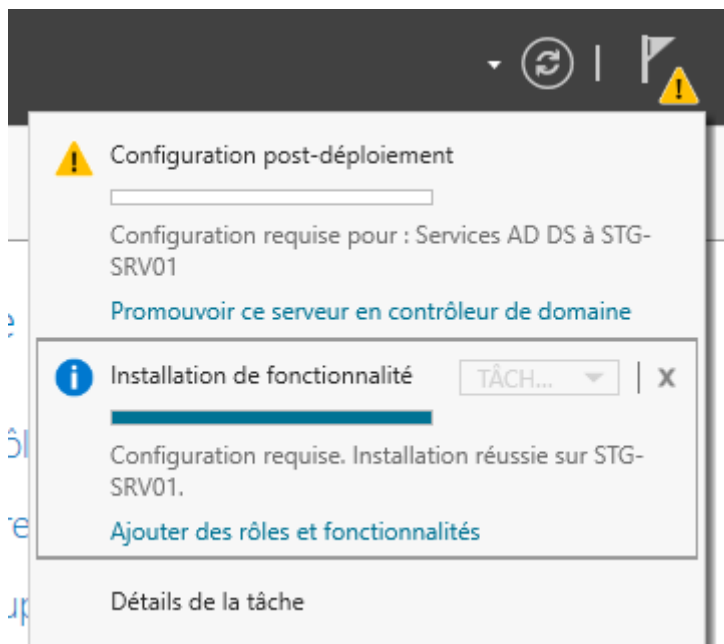 Configuration post-déploiement
Configuration requise pour : Services AD DS à STG-
SRV01
Promouvoir ce serveur en contrôleur de domaine
Installation de fonctionnalité
TÂCH...
X
Configuration requise. Installation réussie sur STG-
SRV01.
Ajouter des rôles et fonctionnalités
Détails de la tâche